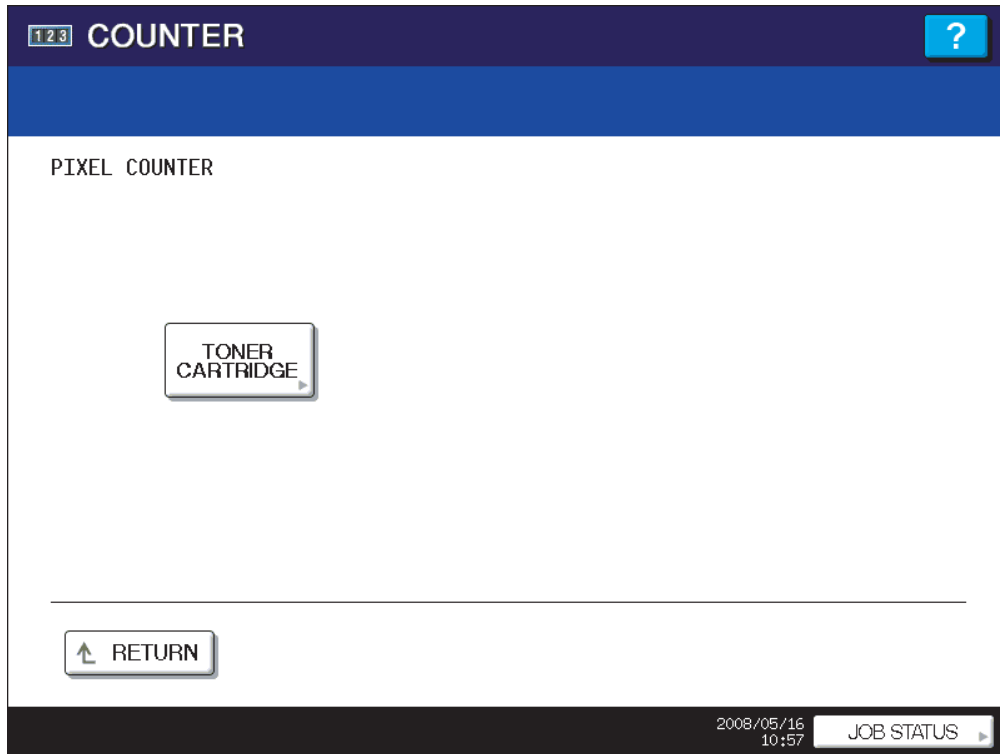 123 COUNTER
?
PIXEL COUNTER
TONER
CARTRIDGE
RETURN
2008/05/16
10:57
JOB STATUS